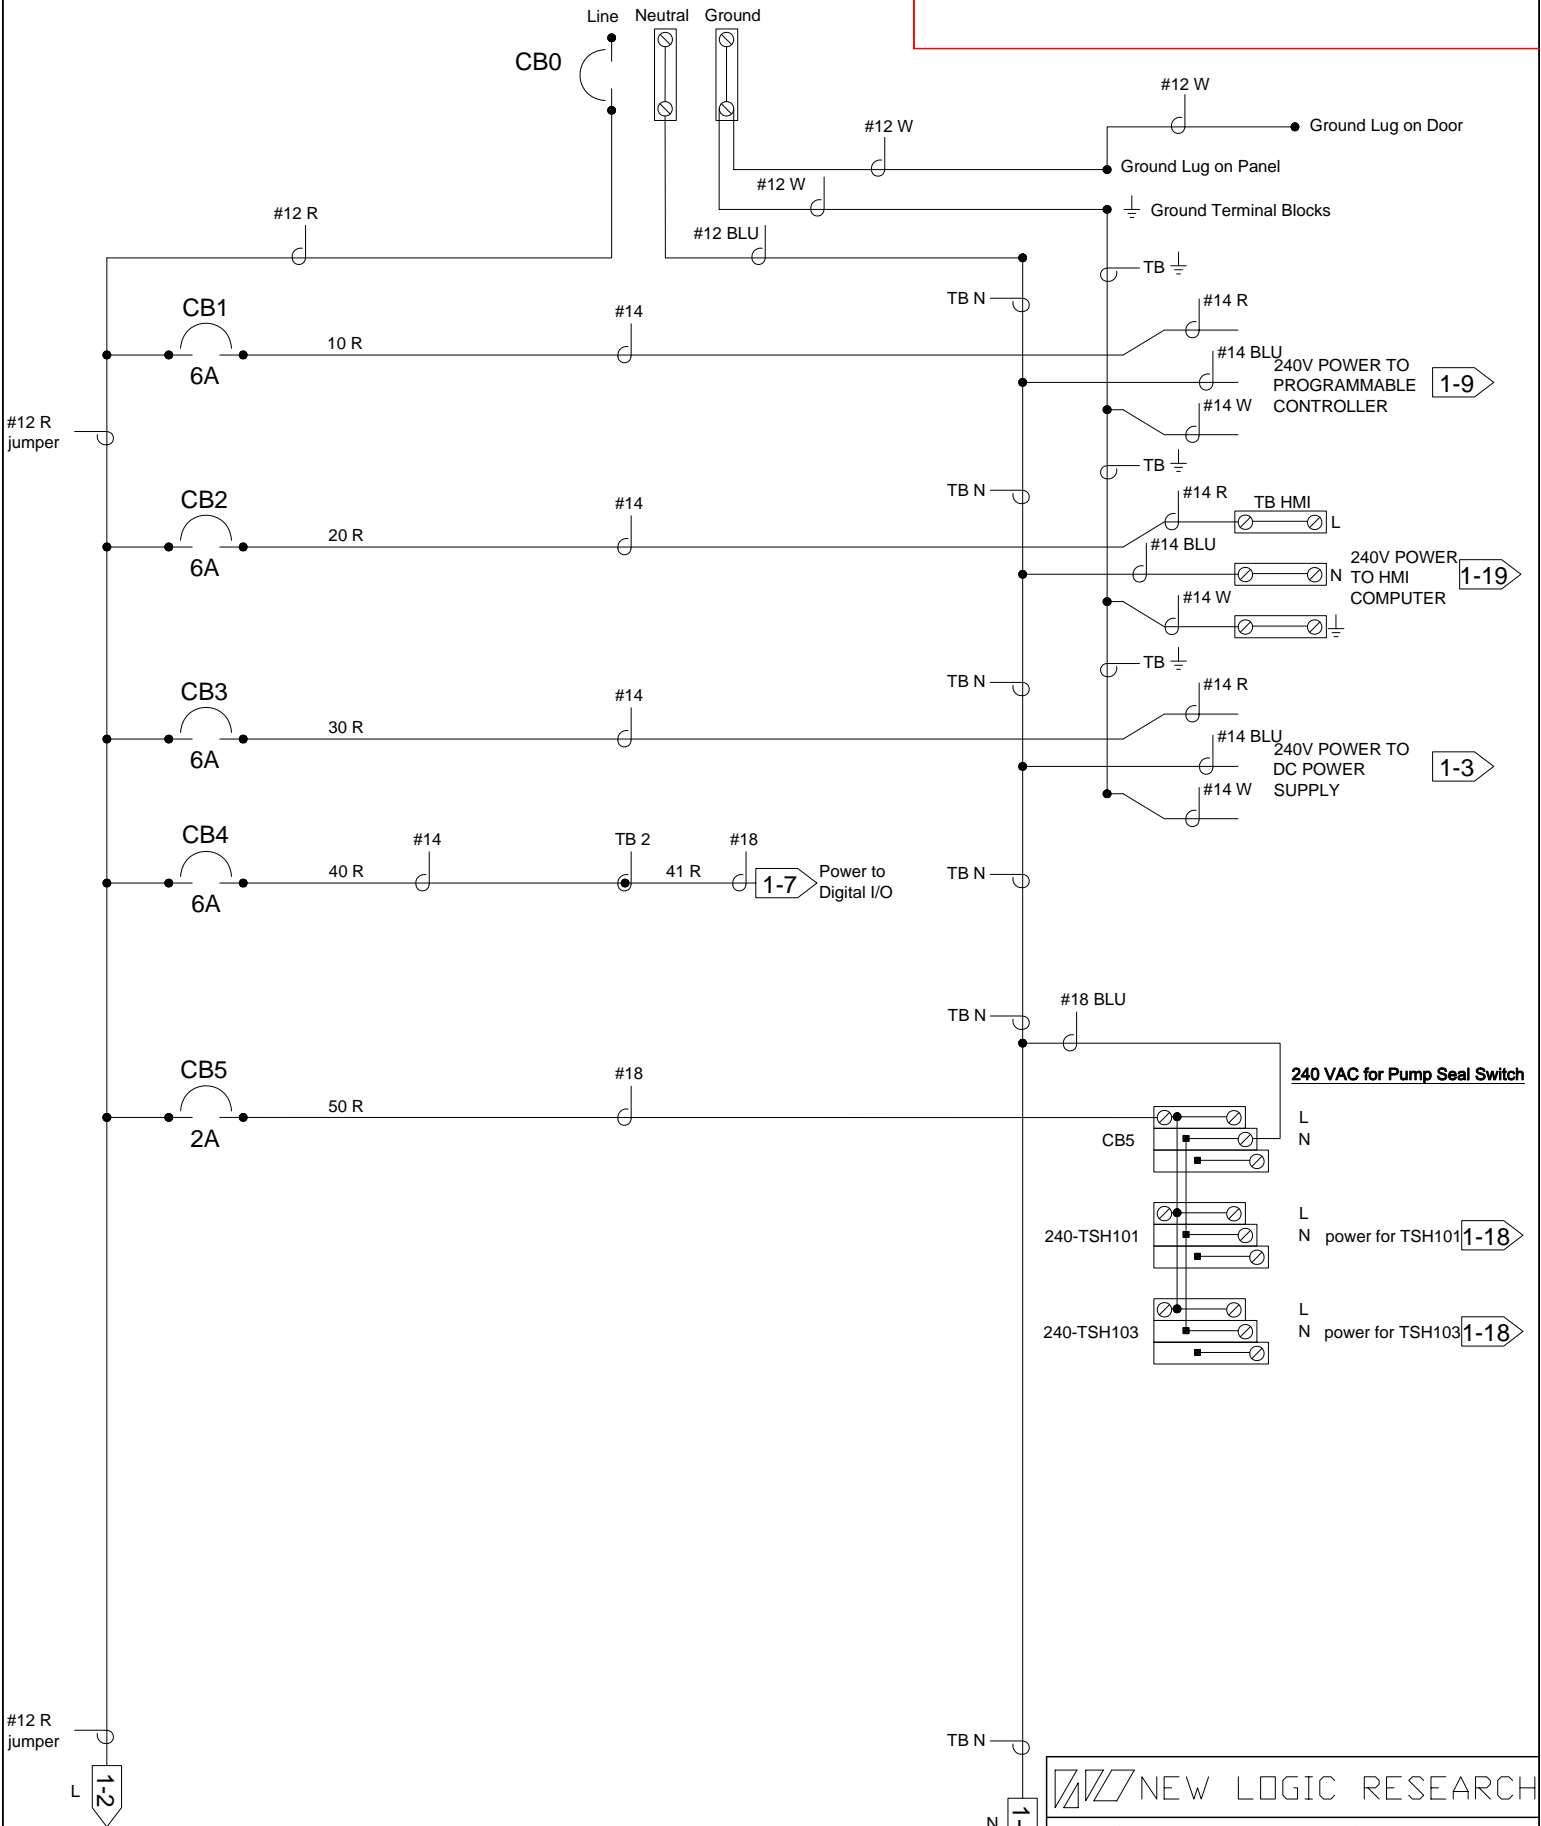 Line Neutral Ground
CB0
#12 W
#12 W
Ground Lug on Door
Ground Lug on Panel
#12 W
Ground Terminal Blocks
#12 R
#12 BLU
TB
TB N
CB1
6A
10 R
#14
#14 R
#14 BLU
#14 W
240V POWER TO
PROGRAMMABLE
CONTROLLER
1-9
#12 R
jumper
TB
TB N
CB2
6A
20 R
#14
#14 R
TB HMI
L
#14 BLU
N
#14 W
240V POWER
TO HMI
COMPUTER
1-19
TB
TB N
CB3
6A
30 R
#14
#14 R
#14 BLU
#14 W
240V POWER TO
DC POWER
SUPPLY
1-3
CB4
6A
40 R
#14
TB 2
41 R
#18
1-7
Power to
Digital I/O
TB N
TB N
#18 BLU
240 VAC for Pump Seal Switch
CB5
2A
50 R
#18
CB5
L
N
240-TSH101
L
N power for TSH101 1-18
240-TSH103
L
N power for TSH103 1-18
#12 R
jumper
L
1-2
TB N
N
NEW LOGIC RESEARCH